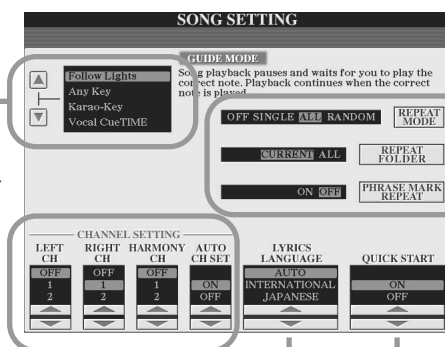 SONG SETTING
GUIDE MODE
Follow Lights
Any Key
Karao-Key
Vocal CueTIME
Song playback pauses and waits for you to play the
correct note. Playback continues when the correct
note is played.
OFF SINGLE ALL RANDOM
REPEAT
MODE
CURRENT ALL
REPEAT
FOLDER
ON OFF
PHRASE MARK
REPEAT
CHANNEL SETTING
LEFT
CH
RIGHT
CH
HARMONY
CH
AUTO
CH SET
LYRICS
LANGUAGE
QUICK START
OFF
1
2
OFF
1
2
OFF
1
2
ON
OFF
AUTO
INTERNATIONAL
JAPANESE
ON
OFF